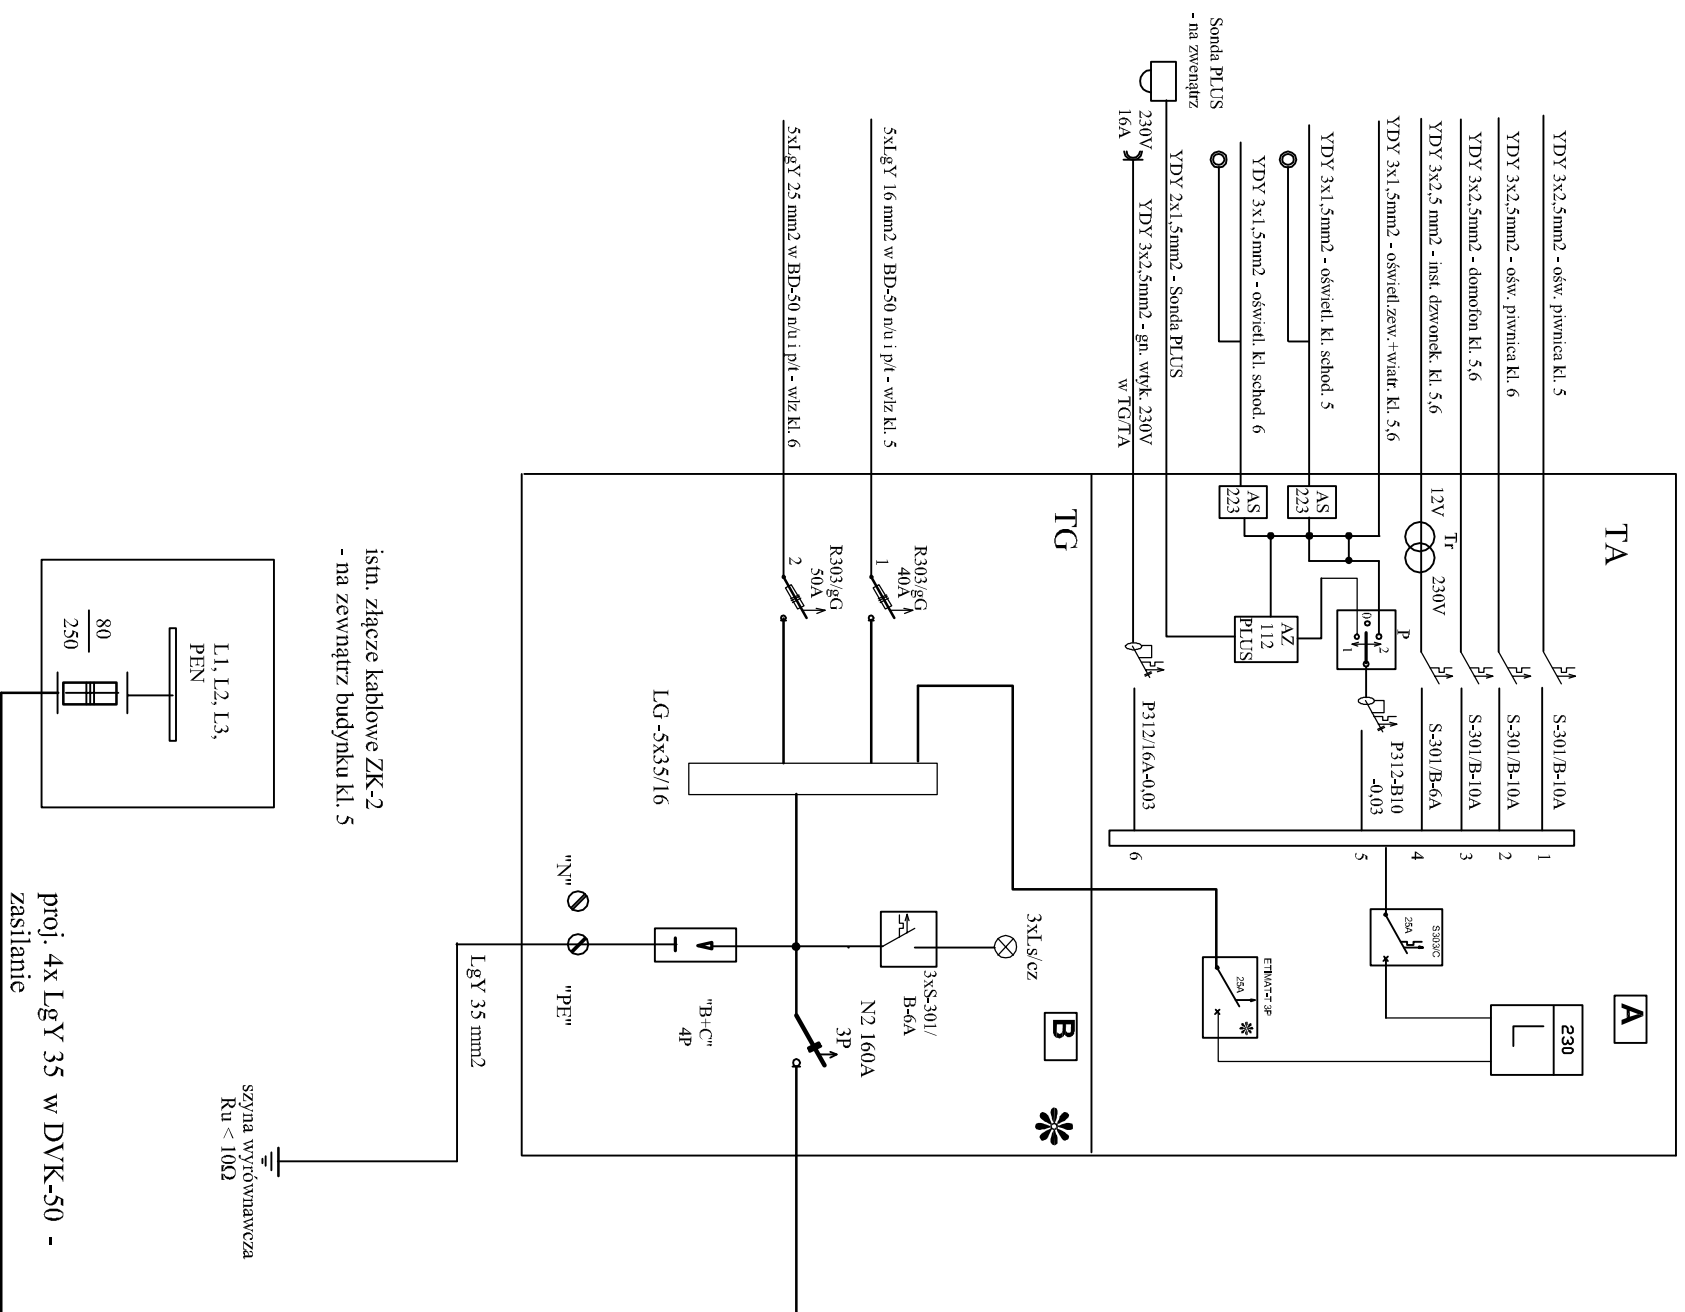 Sonda PLUS
- na zwenątrz
YDY 3x2,5mm2 - ośw. piwnica kl. 5
YDY 3x2,5mm2 - ośw. piwnica kl. 6
YDY 3x2,5mm2 - domofon kl. 5,6
YDY 3x2,5 mm2 - inst. dzwonek. kl. 5,6
YDY 3x1,5mm2 - oświetl.zew.+wiatr. kl. 5,6
YDY 3x1,5mm2 - oświetl. kl. schod. 5
YDY 3x1,5mm2 - oświetl. kl. schod. 6
YDY 2x1,5mm2 - Sonda PLUS
YDY 3x2,5mm2 - gn. wtyk. 230V
w TG/TA
230V
16A
5xLgY 16 mm2 w BD-50 n/u i p/t - wlz kl. 5
5xLgY 25 mm2 w BD-50 n/u i p/t - wlz kl. 6
TA
12V
Tr
230V
AS
223
AS
223
AZ
112
PLUS
P
0
1
2
S-301/B-10A
S-301/B-10A
S-301/B-10A
S-301/B-6A
P312-B10
-0,03
P312/16A-0,03
1
2
3
4
5
6
S303/C
25A
A
230
ETIMAT-T 3P
25A
TG
R303/gG
40A
1
R303/gG
50A
2
LG -5x35/16
3xLs/cz
3xS-301/
B-6A
N2 160A
3P
"B+C"
4P
"N"
"PE"
B
LgY 35 mm2
szyna wyrównawcza
Ru < 10Ω
istn. złącze kablowe ZK-2
- na zewnątrz budynku kl. 5
L1, L2, L3,
PEN
80
250
proj. 4x LgY 35 w DVK-50 -
zasilanie